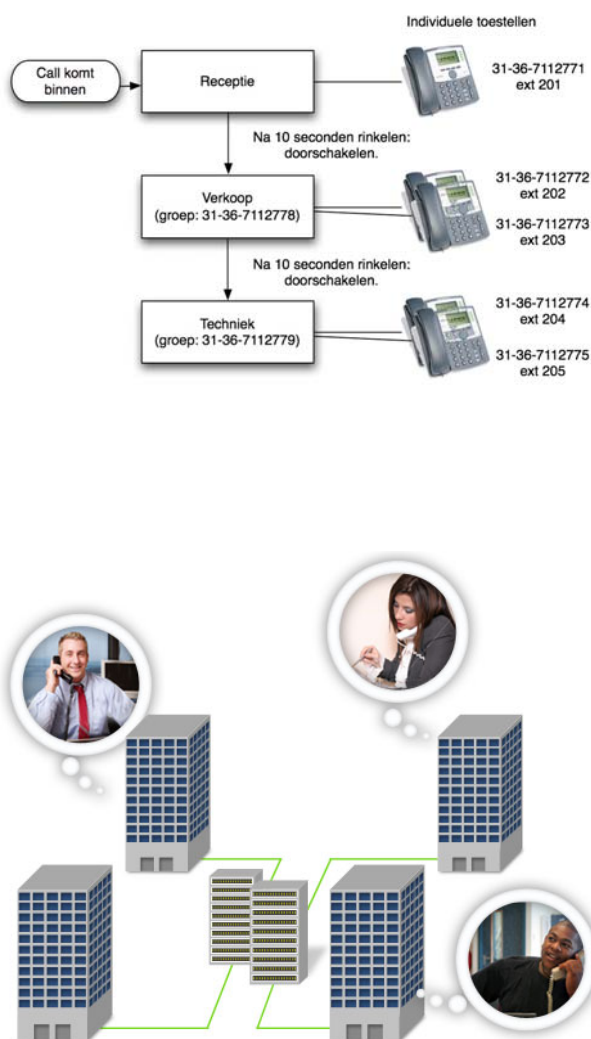 Individuele toestellen
Call komt
binnen
Receptie
31-36-7112771
ext 201
Na 10 seconden rinkelen:
doorschakelen.
Verkoop
(groep: 31-36-7112778)
31-36-7112772
ext 202
31-36-7112773
ext 203
Na 10 seconden rinkelen:
doorschakelen.
Techniek
(groep: 31-36-7112779)
31-36-7112774
ext 204
31-36-7112775
ext 205